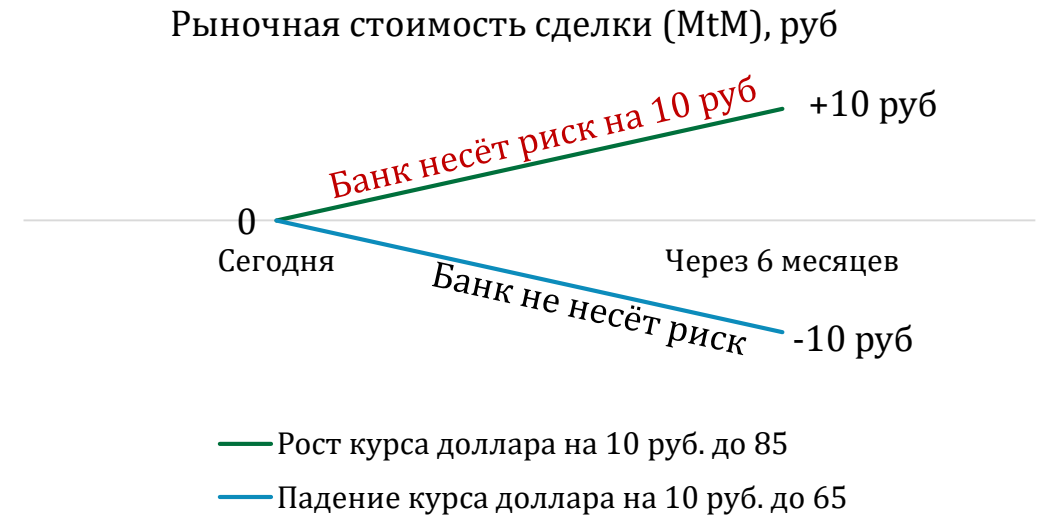 Рыночная стоимость сделки (MtM), руб
Банк несёт риск на 10 руб
+10 руб
0
Сегодня
Через 6 месяцев
Банк не несёт риск
-10 руб
Рост курса доллара на 10 руб. до 85
Падение курса доллара на 10 руб. до 65